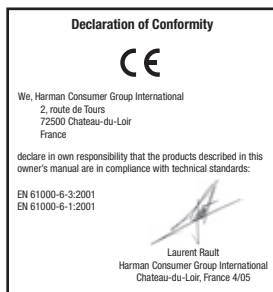 Declaration of Conformity
CE
We, Harman Consumer Group International
2, route de Tours
72500 Chateau-du-Loir
France
declare in own responsibility that the products described in this
owner's manual are in compliance with technical standards:
EN 61000-6-3:2001
EN 61000-6-1:2001
Laurent Rault
Harman Consumer Group International
Chateau-du-Loir, France 4/05